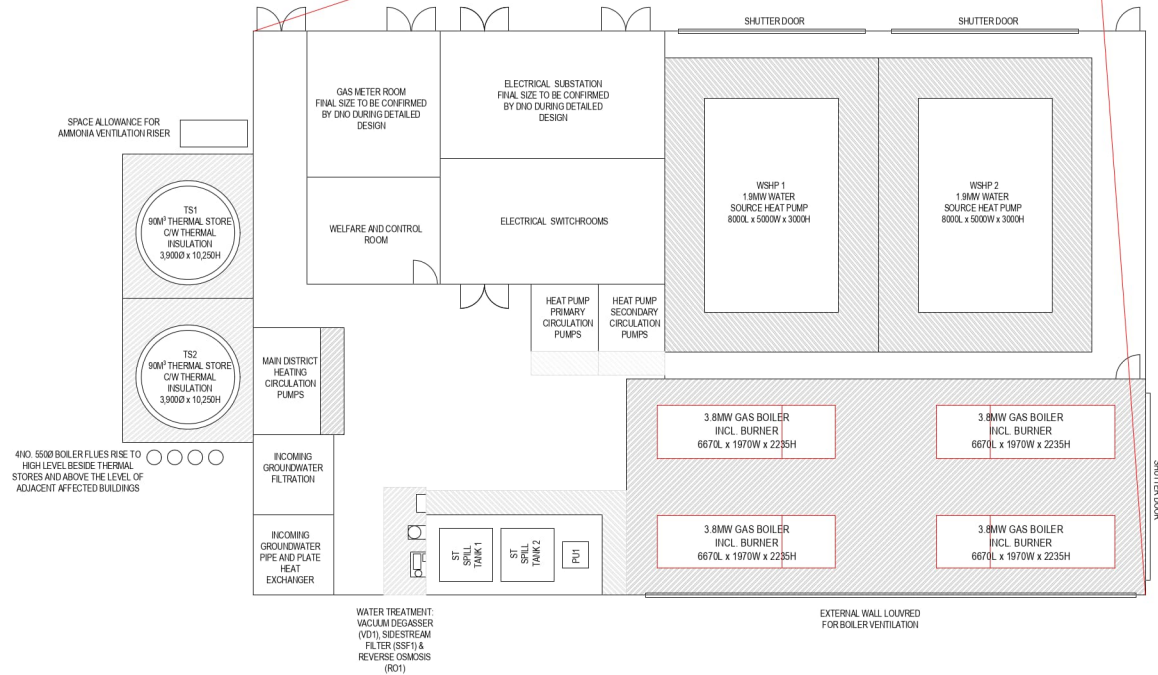 SHUTTER DOOR
SHUTTER DOOR
GAS METER ROOM
FINAL SIZE TO BE CONFIRMED
BY DNO DURING DETAILED
DESIGN
ELECTRICAL SUBSTATION
FINAL SIZE TO BE CONFIRMED
BY DNO DURING DETAILED
DESIGN
SPACE ALLOWANCE FOR
AMMONIA VENTILATION RISER
TS1
90M³ THERMAL STORE
C/W THERMAL
INSULATION
3,900Ø x 10,250H
WELFARE AND CONTROL
ROOM
ELECTRICAL SWITCHROOMS
WSHP 1
1.9MW WATER
SOURCE HEAT PUMP
8000L x 5000W x 3000H
WSHP 2
1.9MW WATER
SOURCE HEAT PUMP
8000L x 5000W x 3000H
HEAT PUMP
PRIMARY
CIRCULATION
PUMPS
HEAT PUMP
SECONDARY
CIRCULATION
PUMPS
TS2
90M³ THERMAL STORE
C/W THERMAL
INSULATION
3,900Ø x 10,250H
MAIN DISTRICT
HEATING
CIRCULATION
PUMPS
3.8MW GAS BOILER
INCL. BURNER
6670L x 1970W x 2235H
3.8MW GAS BOILER
INCL. BURNER
6670L x 1970W x 2235H
4NO. 550Ø BOILER FLUES RISE TO
HIGH LEVEL BESIDE THERMAL
STORES AND ABOVE THE LEVEL OF
ADJACENT AFFECTED BUILDINGS
INCOMING
GROUNDWATER
FILTRATION
SHUTTER DOOR
INCOMING
GROUNDWATER
PIPE AND PLATE
HEAT
EXCHANGER
ST
SPILL
TANK 1
ST
SPILL
TANK 2
PU1
3.8MW GAS BOILER
INCL. BURNER
6670L x 1970W x 2235H
3.8MW GAS BOILER
INCL. BURNER
6670L x 1970W x 2235H
WATER TREATMENT:
VACUUM DEGASSER
(VD1), SIDESTREAM
FILTER (SSF1) &
REVERSE OSMOSIS
(RO1)
EXTERNAL WALL LOUVRED
FOR BOILER VENTILATION